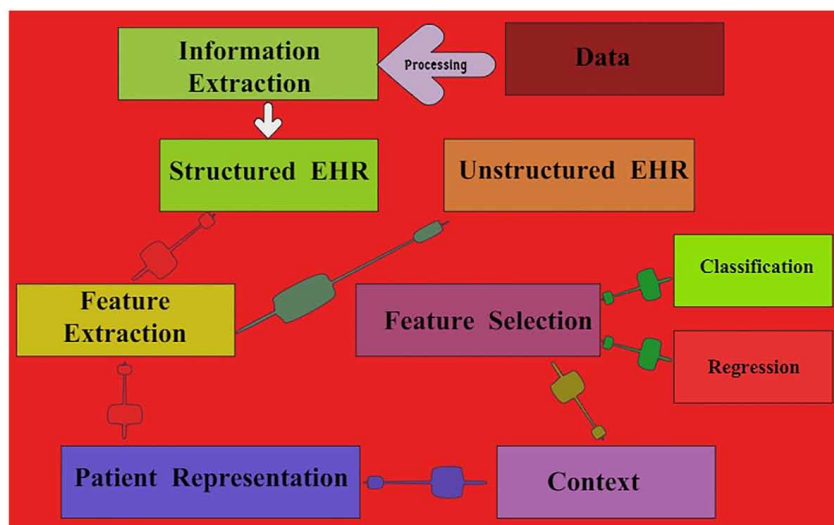 Information
Extraction
Processing
Data
Structured EHR
Unstructured EHR
Feature
Extraction
Feature Selection
Classification
Regression
Patient Representation
Context